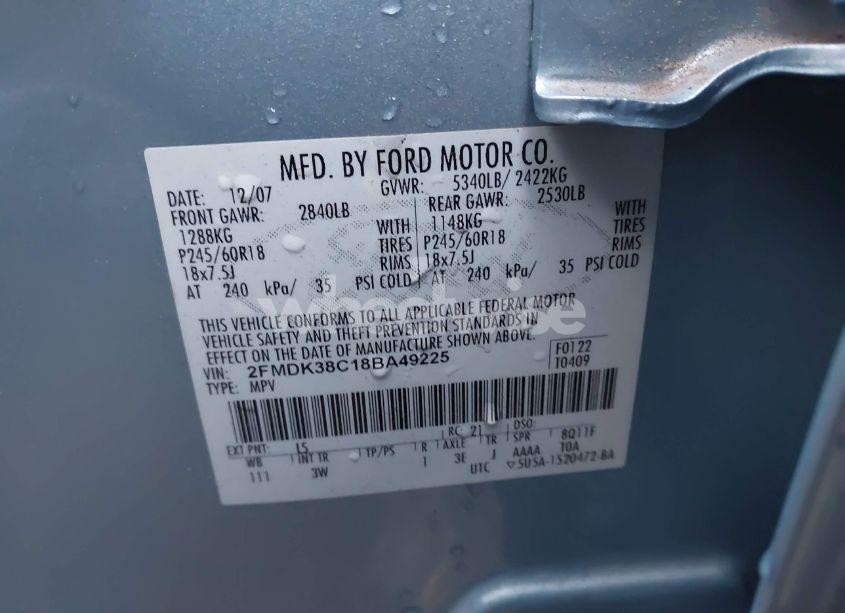 MFD. BY FORD MOTOR CO.
DATE: 12/07 GVWR: 5340LB/ 2422KG
FRONT GAWR: 2840LB REAR GAWR: 2530LB
1288KG WITH 1148KG WITH
P245/60R18 TIRES P245/60R18 TIRES
18x7.5J RIMS 18x7.5J RIMS
AT 240 kPa/ 35 PSI COLD AT 240 kPa/ 35 PSI COLD
THIS VEHICLE CONFORMS TO ALL APPLICABLE FEDERAL MOTOR
VEHICLE SAFETY AND THEFT PREVENTION STANDARDS IN
EFFECT ON THE DATE OF MANUFACTURE SHOWN ABOVE.
VIN: 2FMDK38C18BA49225 F0122
TYPE: MPV T0409
EXT PNT: LS RC: 21 DSO:
WB INT TR TP/PS R AXLE TR SPR 8Q11F
111 3W 1 3E J AAAA T0A
UTC ▽5U5A-1520472-BA